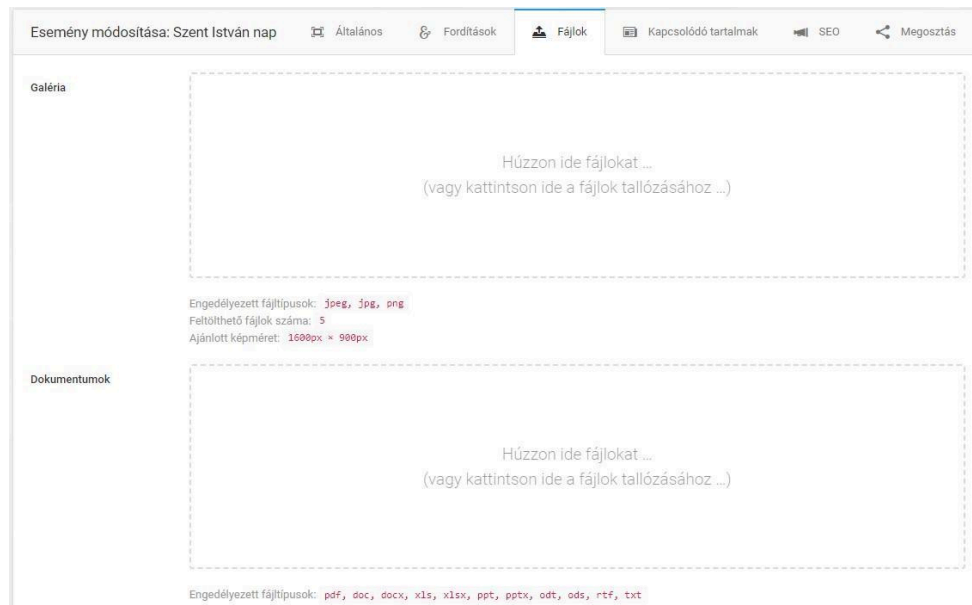 Esemény módosítása: Szent István nap
Általános
Fordítások
Fájlok
Kapcsolódó tartalmak
SEO
Megosztás
Galéria
Húzzon ide fájlokat ...
(vagy kattintson ide a fájlok tallózásához ...)
Engedélyezett fájltípusok: jpeg, jpg, png
Feltölthető fájlok száma: 5
Ajánlott képméret: 1600px × 900px
Dokumentumok
Húzzon ide fájlokat ...
(vagy kattintson ide a fájlok tallózásához ...)
Engedélyezett fájltípusok: pdf, doc, docx, xls, xlsx, ppt, pptx, odt, ods, rtf, txt